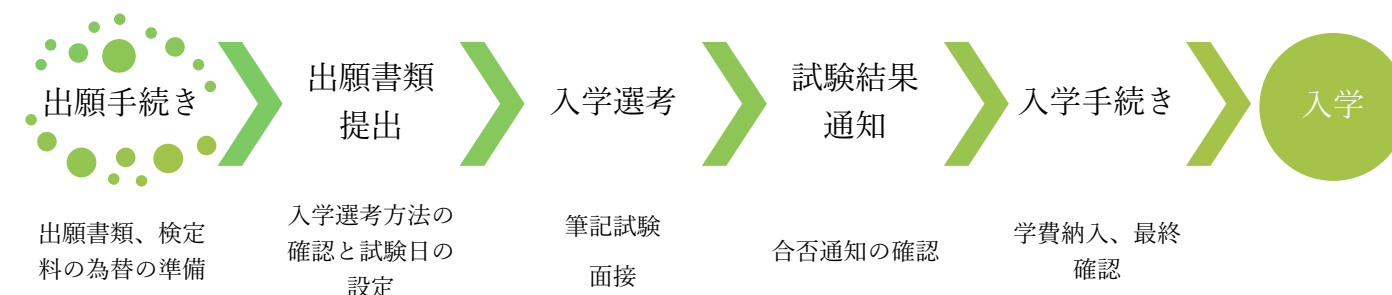 出願手続き
出願書類
提出
入学選考
試験結果
通知
入学手続き
入学
出願書類、検定
料の為替の準備
入学選考方法の
確認と試験日の
設定
筆記試験
面接
合否通知の確認
学費納入、最終
確認